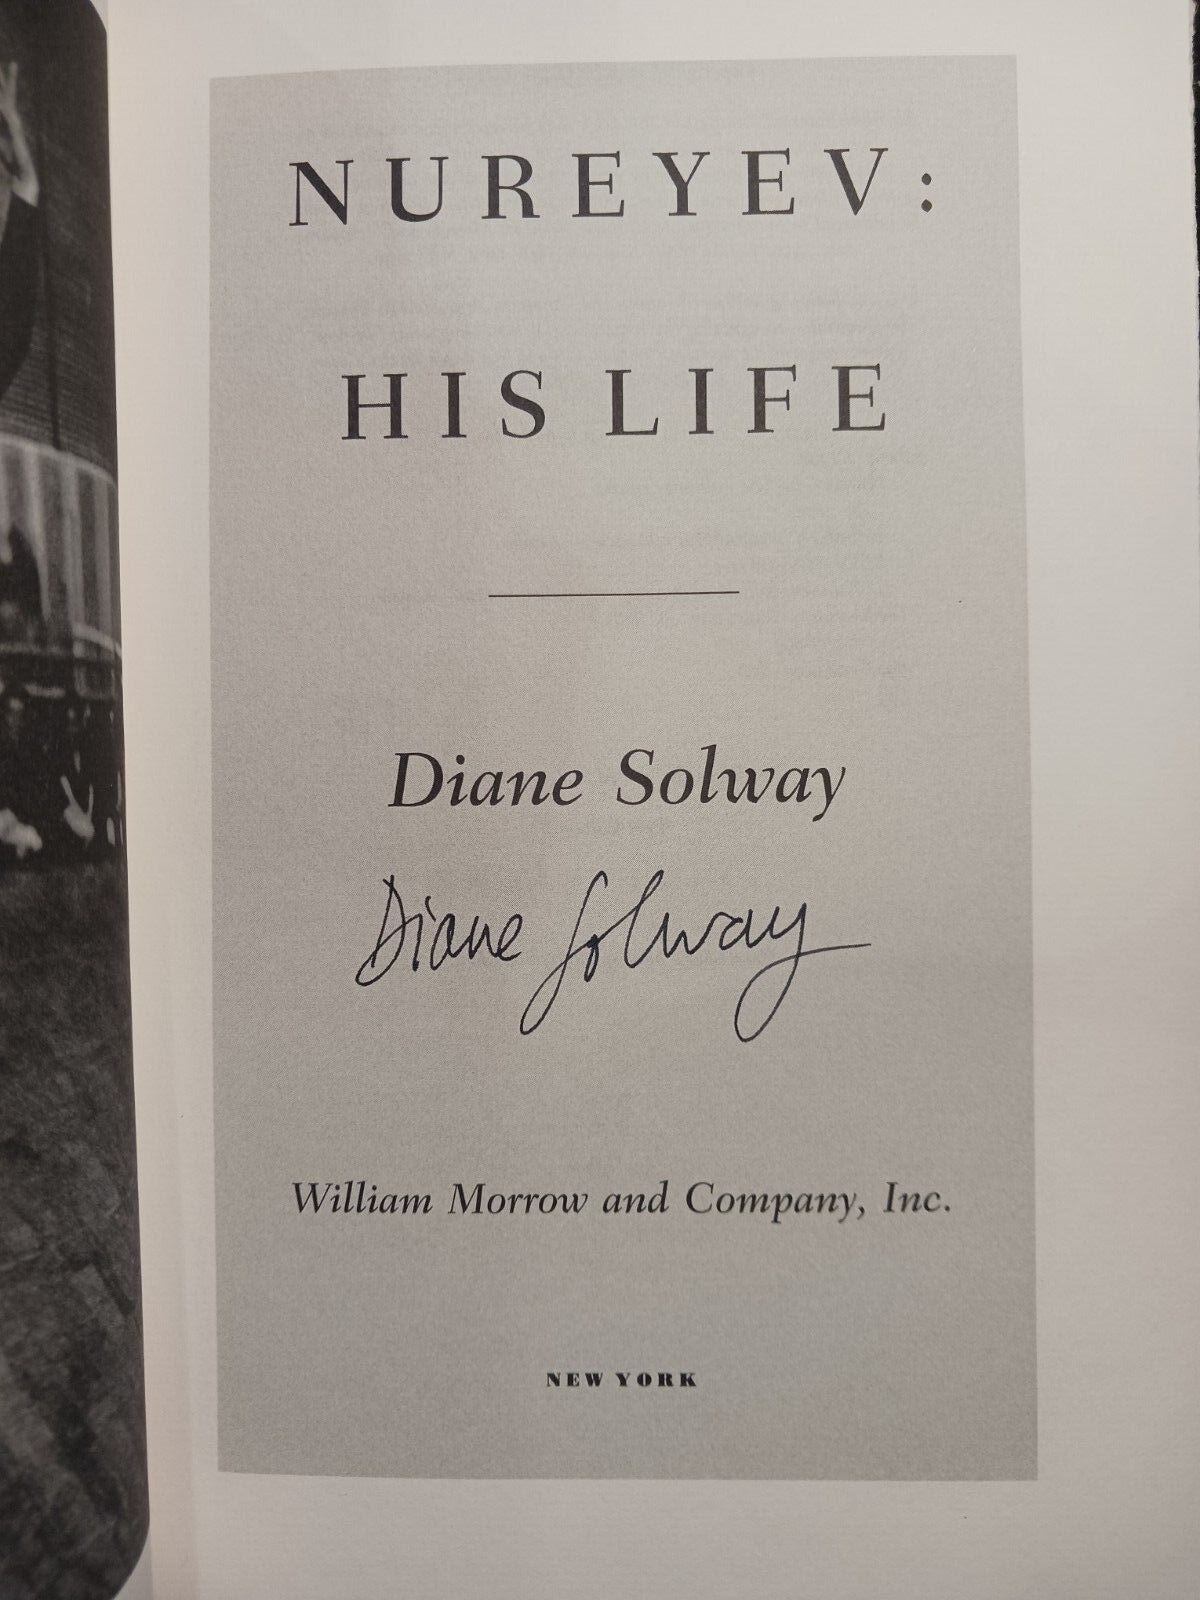 NUREYEV:
HIS LIFE
Diane Solway
Diane Solway
William Morrow and Company, Inc.
NEW YORK